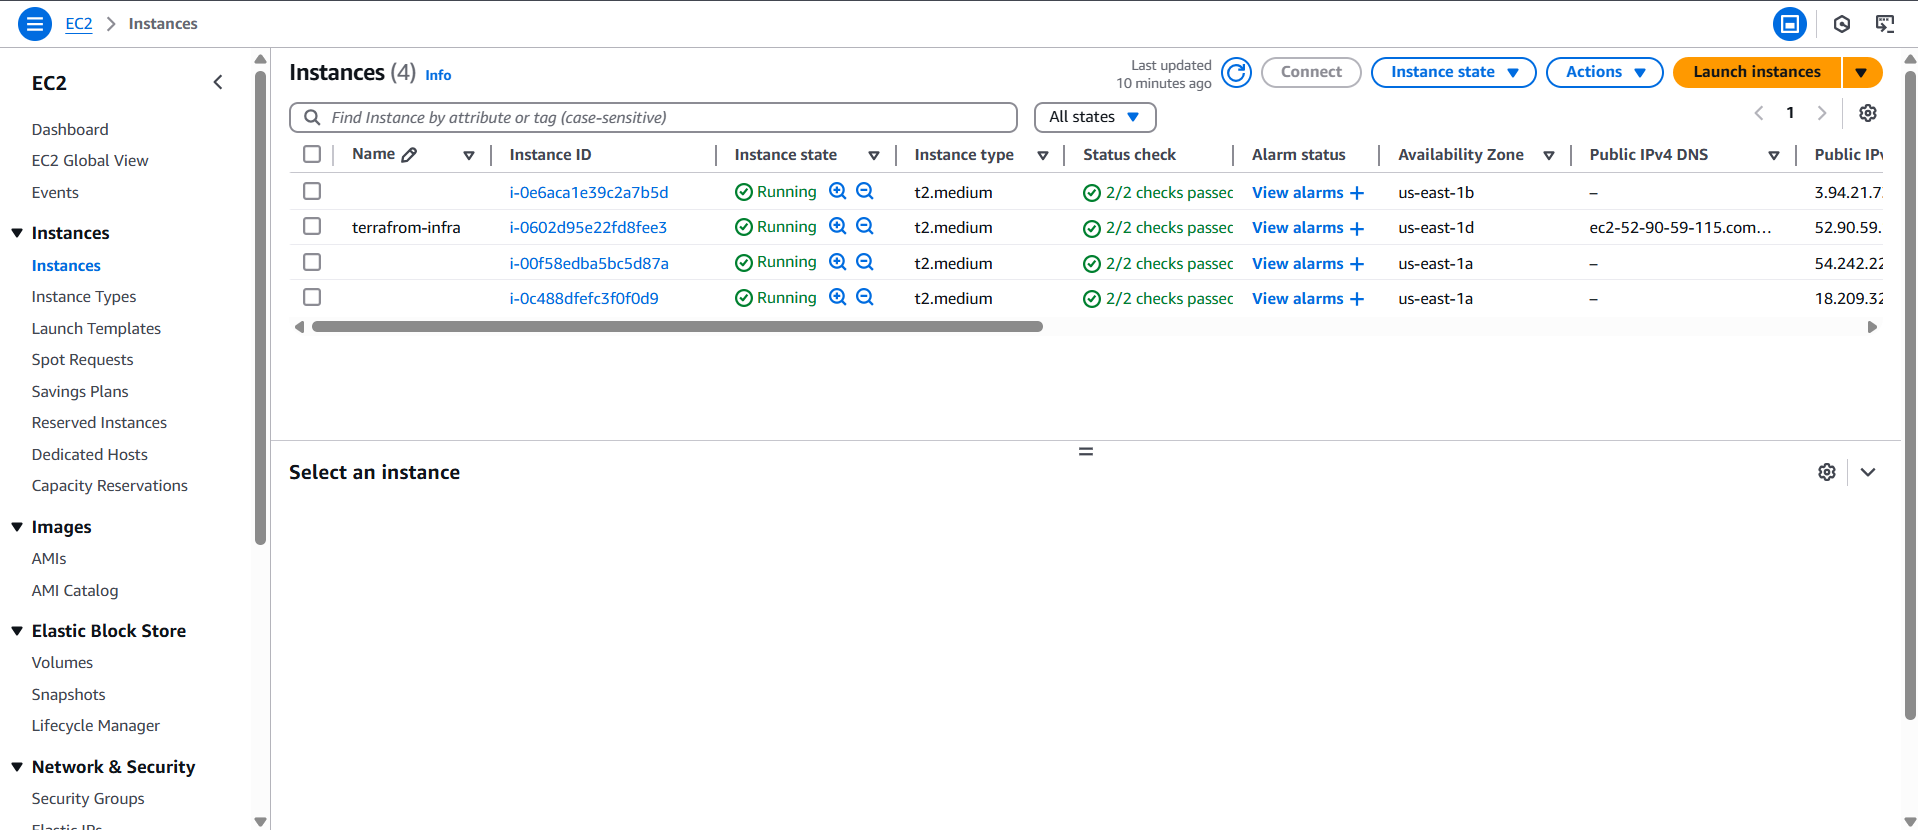 EC2 > Instances
EC2
Dashboard
EC2 Global View
Events
Instances
Instances
Instance Types
Launch Templates
Spot Requests
Savings Plans
Reserved Instances
Dedicated Hosts
Capacity Reservations
Images
AMIs
AMI Catalog
Elastic Block Store
Volumes
Snapshots
Lifecycle Manager
Network & Security
Security Groups
Elastic IPs
Instances (4) Info
Last updated
10 minutes ago
Connect Instance state Actions Launch instances
Find Instance by attribute or tag (case-sensitive) All states 1
Name Instance ID Instance state Instance type Status check Alarm status Availability Zone Public IPv4 DNS Public IPv
i-0e6aca1e39c2a7b5d Running t2.medium 2/2 checks passec View alarms + us-east-1b – 3.94.21.7
terrafrom-infra i-0602d95e22fd8fee3 Running t2.medium 2/2 checks passec View alarms + us-east-1d ec2-52-90-59-115.com... 52.90.59.
i-00f58edba5bc5d87a Running t2.medium 2/2 checks passec View alarms + us-east-1a – 54.242.22
i-0c488dfefc3f0f0d9 Running t2.medium 2/2 checks passec View alarms + us-east-1a – 18.209.32
Select an instance